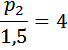 p₂/1,5 = 4